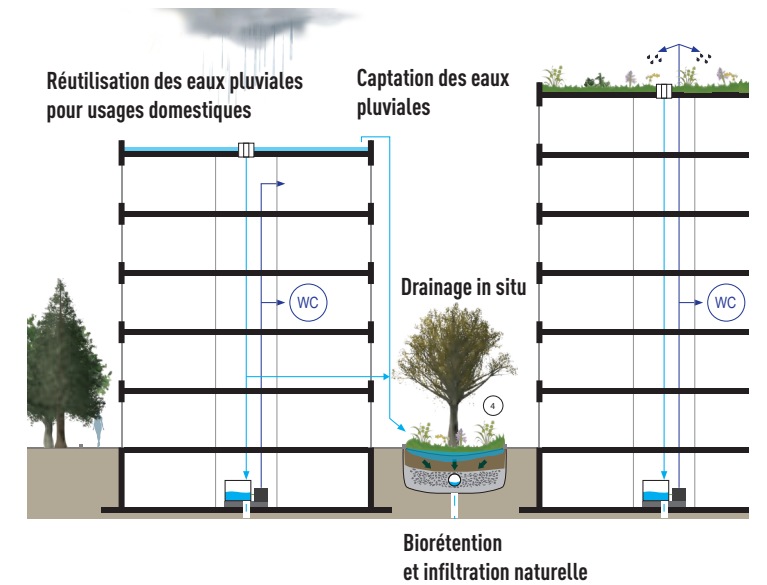 Réutilisation des eaux pluviales
pour usages domestiques
Captation des eaux
pluviales
WC
Drainage in situ
WC
4
Biorétention
et infiltration naturelle